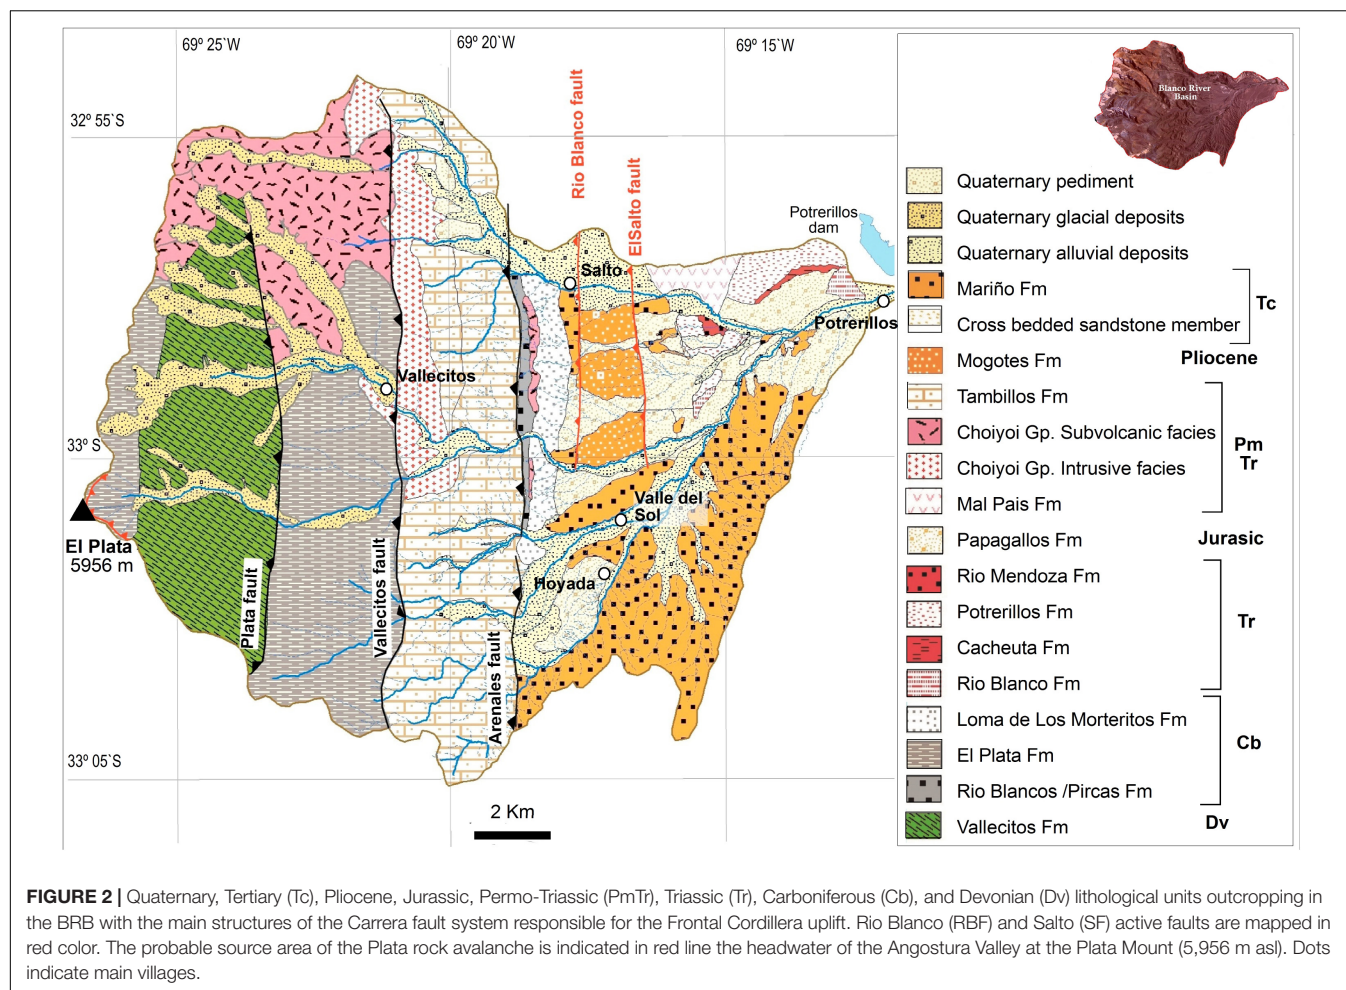 69º 25`W
69º 20`W
69º 15`W
32º 55`S
33º S
33º 05`S
Rio Blanco fault
ElSalto fault
Potrerillos
dam
Salto
Potrerillos
Vallecitos
Valle del
Sol
Hoyada
El Plata
5956 m
Plata fault
Vallecitos fault
Arenales fault
2 Km
Blanco River
Basin
Quaternary pediment
Quaternary glacial deposits
Quaternary alluvial deposits
Mariño Fm
Cross bedded sandstone member
Tc
Mogotes Fm
Pliocene
Tambillos Fm
Choiyoi Gp. Subvolcanic facies
Choiyoi Gp. Intrusive facies
Mal Pais Fm
Pm
Tr
Papagallos Fm
Jurasic
Rio Mendoza Fm
Potrerillos Fm
Cacheuta Fm
Rio Blanco Fm
Tr
Loma de Los Morteritos Fm
El Plata Fm
Rio Blancos /Pircas Fm
Cb
Vallecitos Fm
Dv
FIGURE 2 | Quaternary, Tertiary (Tc), Pliocene, Jurassic, Permo-Triassic (PmTr), Triassic (Tr), Carboniferous (Cb), and Devonian (Dv) lithological units outcropping in
the BRB with the main structures of the Carrera fault system responsible for the Frontal Cordillera uplift. Rio Blanco (RBF) and Salto (SF) active faults are mapped in
red color. The probable source area of the Plata rock avalanche is indicated in red line the headwater of the Angostura Valley at the Plata Mount (5,956 m asl). Dots
indicate main villages.